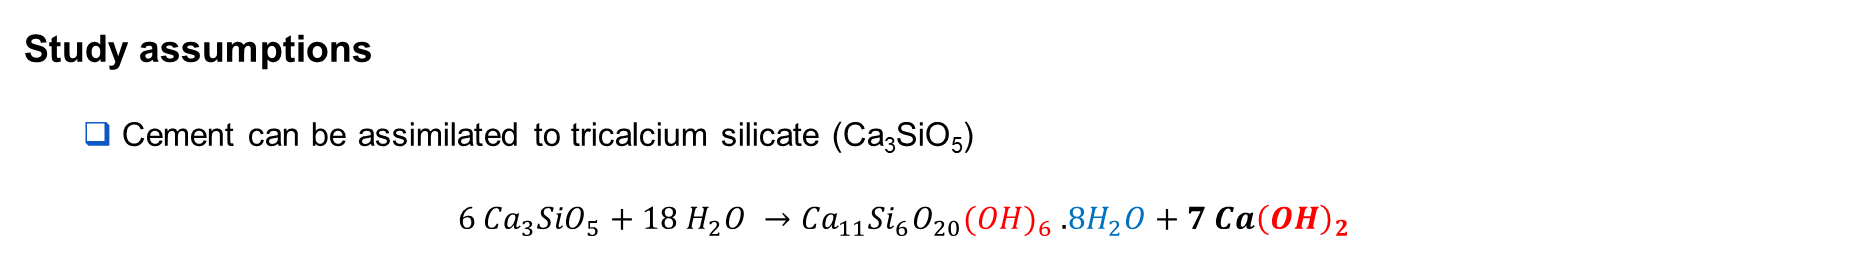 Study assumptions
❑ Cement can be assimilated to tricalcium silicate (Ca₃SiO₅)
6 Ca₃SiO₅ + 18 H₂O → Ca₁₁Si₆O₂₀(OH)₆ .8H₂O + 7 Ca(OH)₂